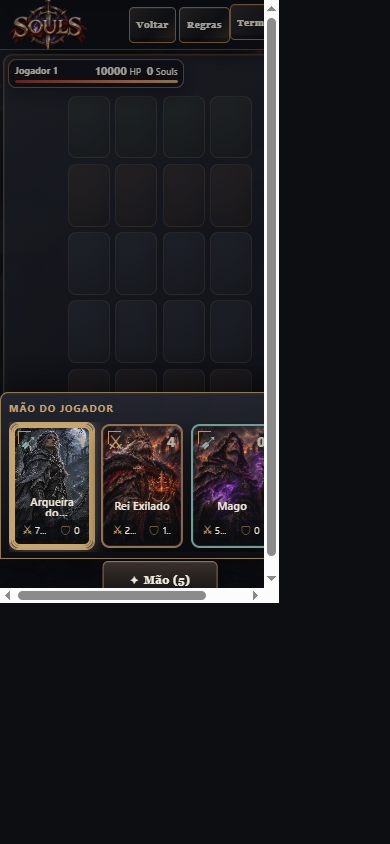 SOULS
Voltar
Regras
Term
Jogador 1
10000 HP 0 Souls
MÃO DO JOGADOR
4
0
Arqueira
do...
Rei Exilado
Mago
7... 0
2... 1..
5... 0
✦ Mão (5)